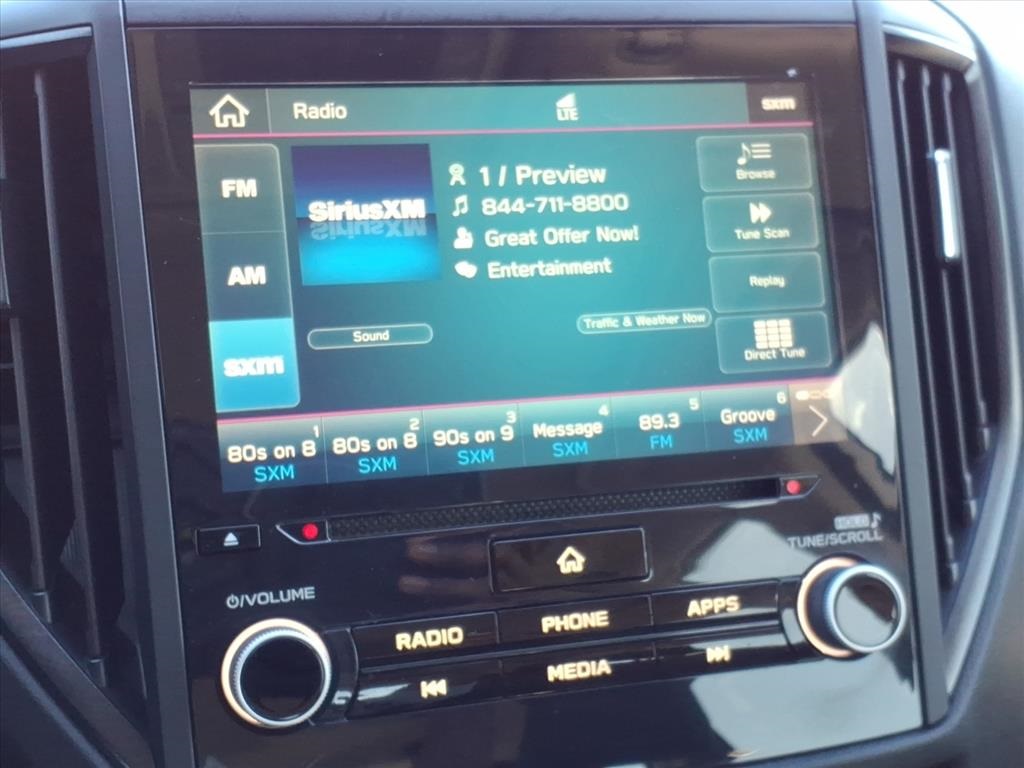 Radio
LTE
sxm
FM
AM
sxm
SiriusXM
1 / Preview
844-711-8800
Great Offer Now!
Entertainment
Sound
Traffic & Weather Now
Browse
Tune Scan
Replay
Direct Tune
1
80s on 8
SXM
2
80s on 8
SXM
3
90s on 9
SXM
4
Message
SXM
5
89.3
FM
6
Groove
SXM
HOLD
TUNE/SCROLL
/VOLUME
RADIO
PHONE
APPS
MEDIA